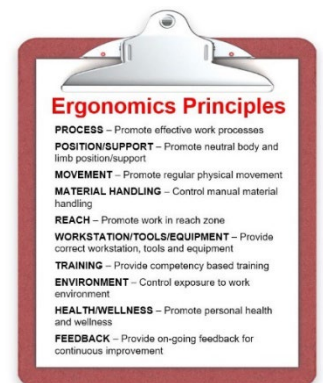 Ergonomics Principles
PROCESS – Promote effective work processes
POSITION/SUPPORT – Promote neutral body and
limb position/support
MOVEMENT – Promote regular physical movement
MATERIAL HANDLING – Control manual material
handling
REACH – Promote work in reach zone
WORKSTATION/TOOLS/EQUIPMENT – Provide
correct workstation, tools and equipment
TRAINING – Provide competency based training
ENVIRONMENT – Control exposure to work
environment
HEALTH/WELLNESS – Promote personal health
and wellness
FEEDBACK – Provide on-going feedback for
continuous improvement